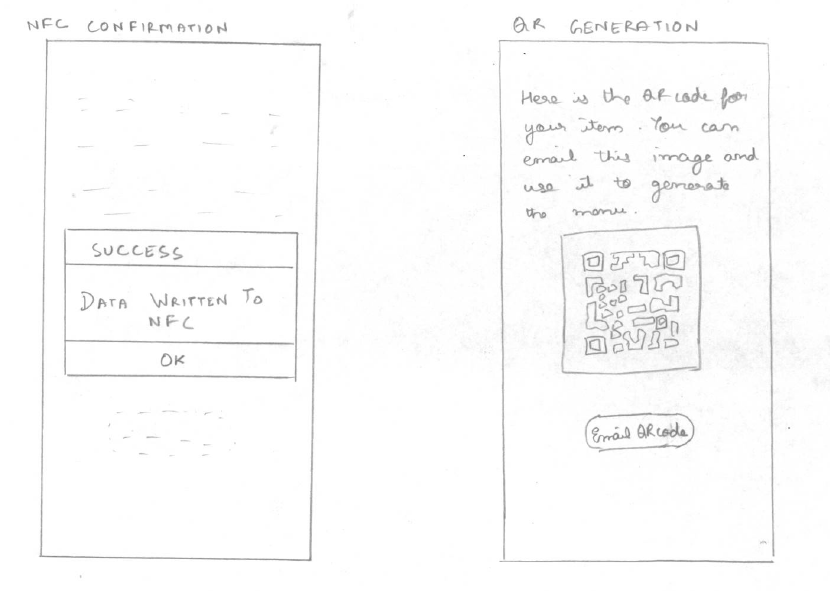 NFC CONFIRMATION
SUCCESS
DATA WRITTEN TO
NFC
OK
QR GENERATION
Here is the QR code for
your item. You can
email this image and
use it to generate
the menu.
Email QR code